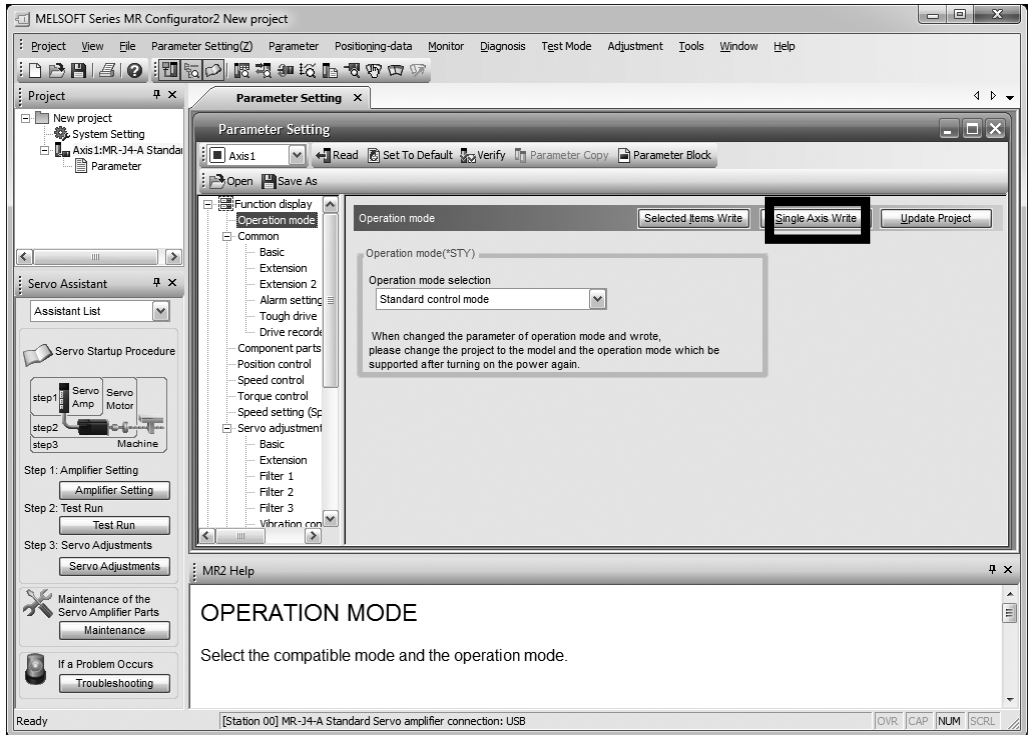 MELSOFT Series MR Configurator2 New project
Project View File Parameter Setting(Z) Parameter Positioning-data Monitor Diagnosis Test Mode Adjustment Tools Window Help
Project
New project
System Setting
Axis1:MR-J4-A Standar
Parameter
Servo Assistant
Assistant List
Servo Startup Procedure
step1
Servo Amp
Servo Motor
step2
step3
Machine
Step 1: Amplifier Setting
Amplifier Setting
Step 2: Test Run
Test Run
Step 3: Servo Adjustments
Servo Adjustments
Maintenance of the
Servo Amplifier Parts
Maintenance
If a Problem Occurs
Troubleshooting
Parameter Setting
Parameter Setting
Axis1 Read Set To Default Verify Parameter Copy Parameter Block
Open Save As
Function display
Operation mode
Common
Basic
Extension
Extension 2
Alarm setting
Tough drive
Drive recorde
Component parts
Position control
Speed control
Torque control
Speed setting (Sp
Servo adjustment
Basic
Extension
Filter 1
Filter 2
Filter 3
Vibration con
Operation mode Selected Items Write Single Axis Write Update Project
Operation mode(*STY)
Operation mode selection
Standard control mode
When changed the parameter of operation mode and wrote,
please change the project to the model and the operation mode which be
supported after turning on the power again.
MR2 Help
OPERATION MODE
Select the compatible mode and the operation mode.
Ready [Station 00] MR-J4-A Standard Servo amplifier connection: USB OVR CAP NUM SCRL